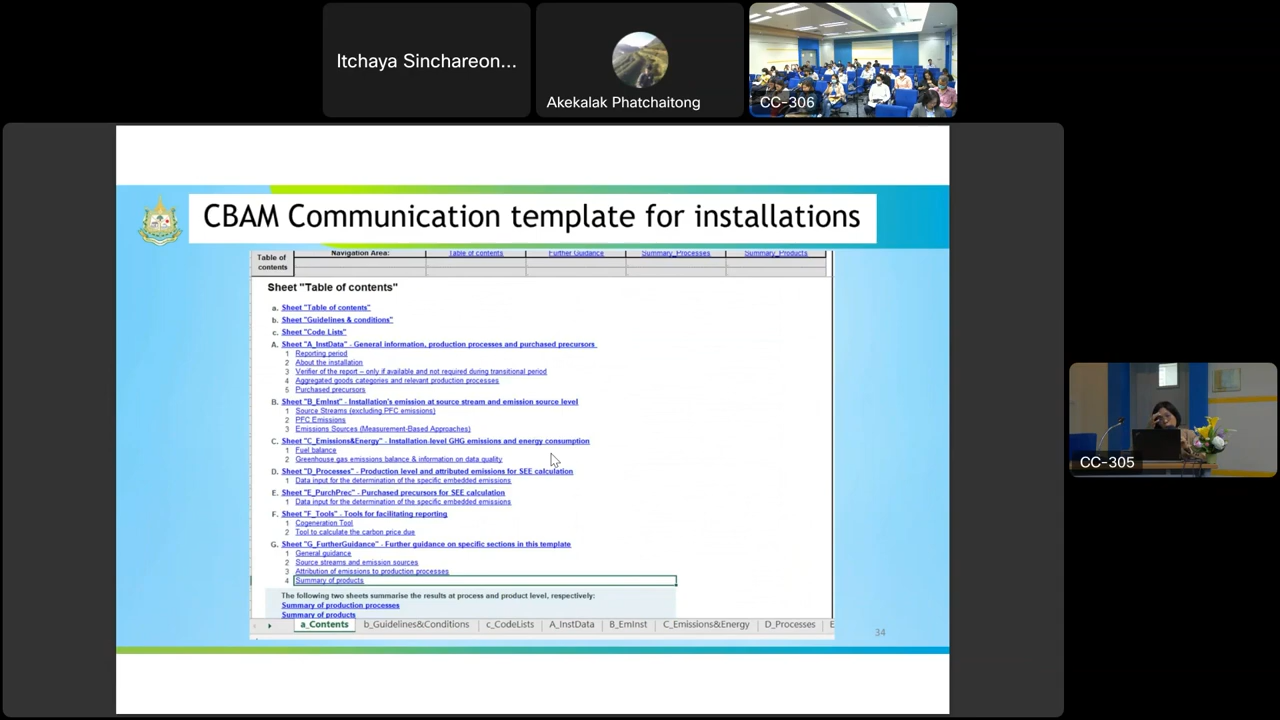 Itchaya Sinchareon...
Akekalak Phatchaitong
CC-306
CBAM Communication template for installations
Table of contents
Navigation Area:
Table of contents
Further Guidance
Summary_Processes
Summary_Products
Sheet "Table of contents"
a. Sheet "Table of contents"
b. Sheet "Guidelines & conditions"
c. Sheet "Code Lists"
A. Sheet "A_InstData" - General information, production processes and purchased precursors
1 Reporting period
2 About the installation
3 Verifier of the report – only if available and not required during transitional period
4 Aggregated goods categories and relevant production processes
5 Purchased precursors
B. Sheet "B_EmInst" - Installation's emission at source stream and emission source level
1 Source Streams (excluding PFC emissions)
2 PFC Emissions
3 Emissions Sources (Measurement-Based Approaches)
C. Sheet "C_Emissions&Energy" - Installation-level GHG emissions and energy consumption
1 Fuel balance
2 Greenhouse gas emissions balance & information on data quality
D. Sheet "D_Processes" - Production level and attributed emissions for SEE calculation
1 Data input for the determination of the specific embedded emissions
E. Sheet "E_PurchPrec" - Purchased precursors for SEE calculation
1 Data input for the determination of the specific embedded emissions
F. Sheet "F_Tools" - Tools for facilitating reporting
1 Cogeneration Tool
2 Tool to calculate the carbon price due
G. Sheet "G_FurtherGuidance" - Further guidance on specific sections in this template
1 General guidance
2 Source streams and emission sources
3 Attribution of emissions to production processes
4 Summary of products
The following two sheets summarise the results at process and product level, respectively:
Summary of production processes
Summary of products
a_Contents b_Guidelines&Conditions c_CodeLists A_InstData B_EmInst C_Emissions&Energy D_Processes E
34
CC-305